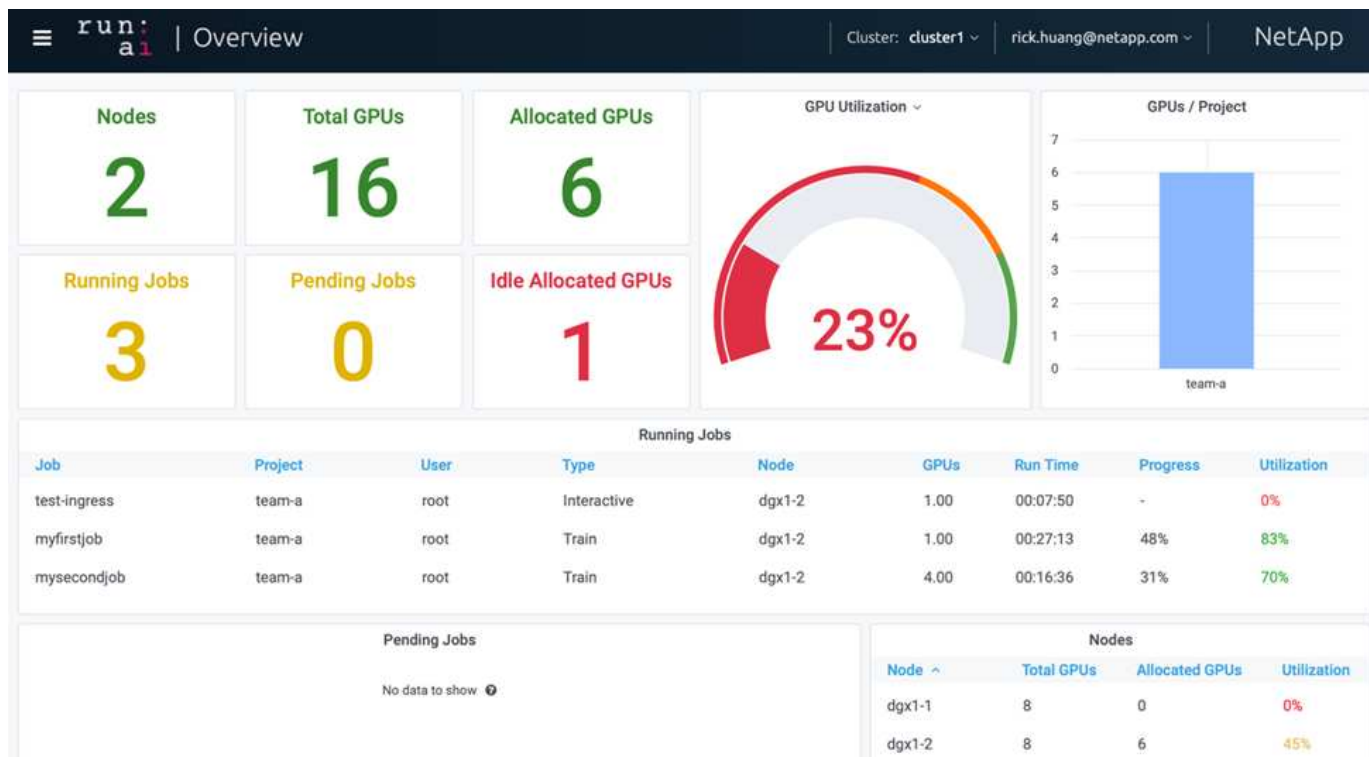 run: ai | Overview Cluster: cluster1 rick.huang@netapp.com NetApp
Nodes Total GPUs Allocated GPUs
2 16 6
Running Jobs Pending Jobs Idle Allocated GPUs
3 0 1
GPU Utilization
23%
GPUs / Project
7
6
5
4
3
2
1
0
team-a
Running Jobs
Job Project User Type Node GPUs Run Time Progress Utilization
test-ingress team-a root Interactive dgx1-2 1.00 00:07:50 - 0%
myfirstjob team-a root Train dgx1-2 1.00 00:27:13 48% 83%
mysecondjob team-a root Train dgx1-2 4.00 00:16:36 31% 70%
Pending Jobs
No data to show ?
Nodes
Node Total GPUs Allocated GPUs Utilization
dgx1-1 8 0 0%
dgx1-2 8 6 45%